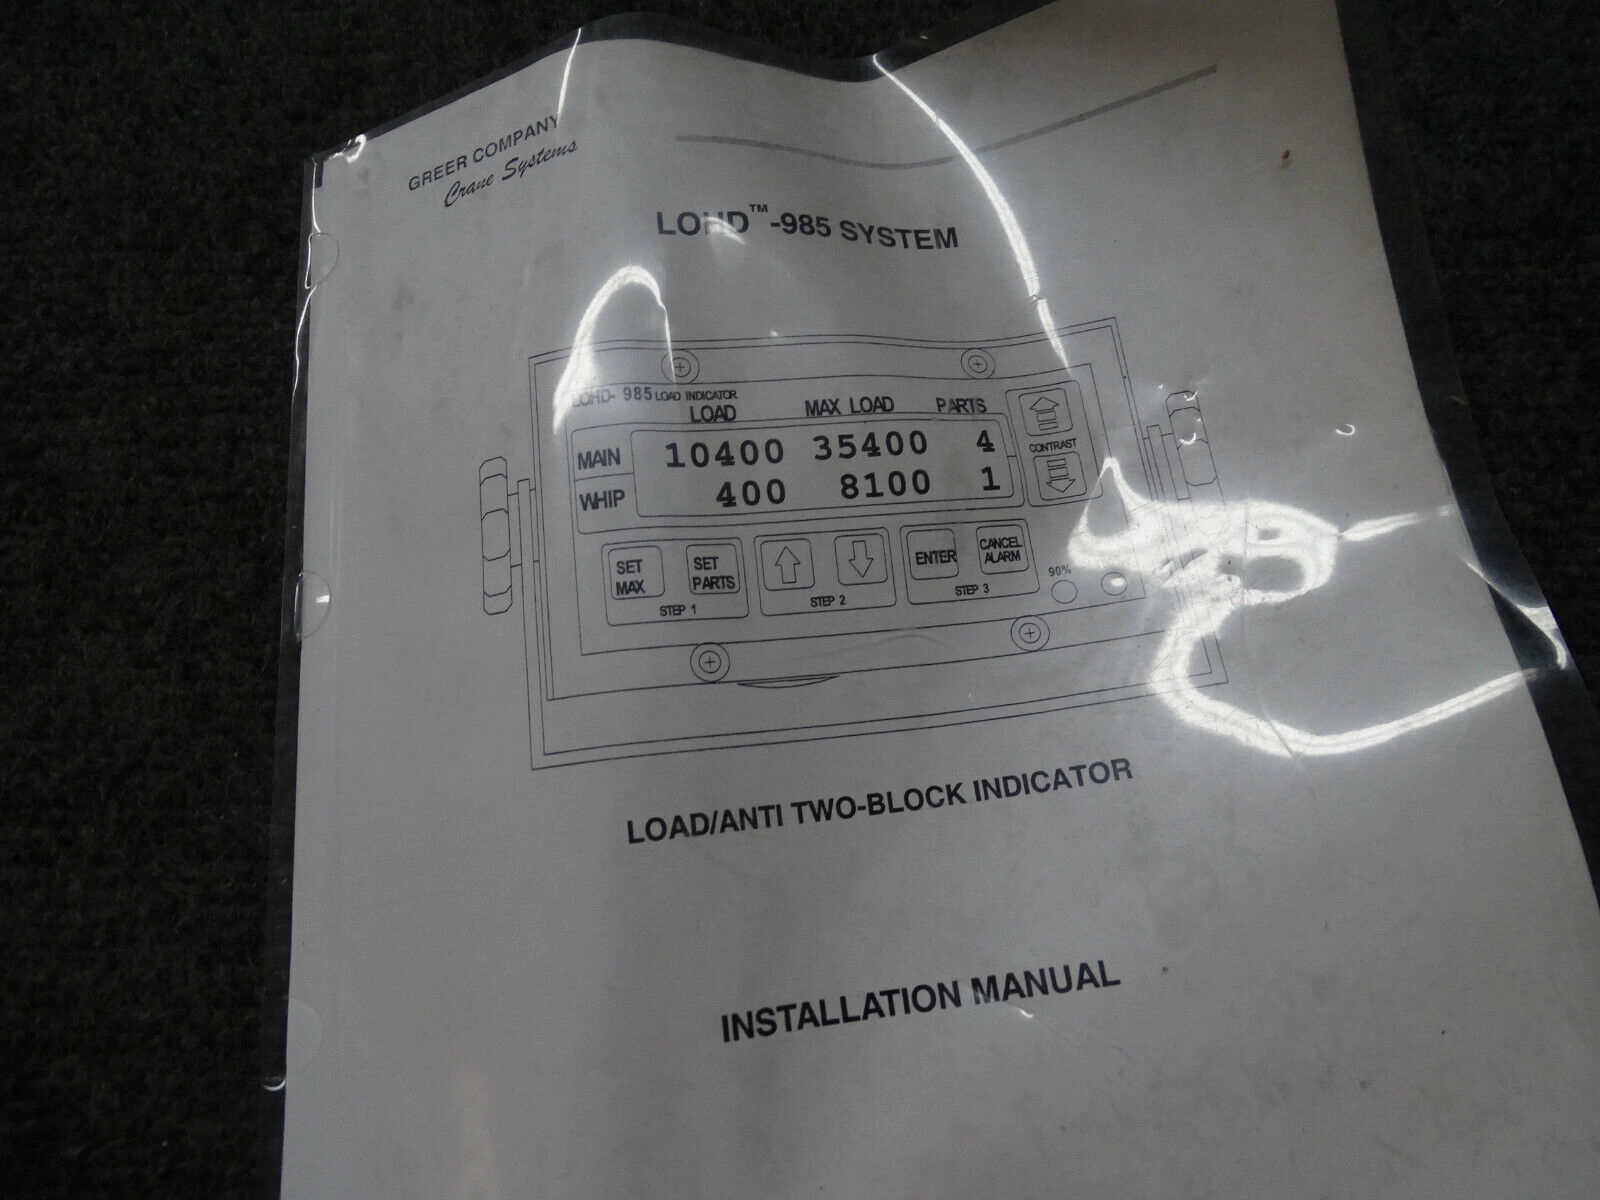 GREER COMPANY
Crane Systems
LOHD™-985 SYSTEM
LOHD- 985 LOAD INDICATOR
LOAD MAX LOAD PARTS
MAIN 10400 35400 4
WHIP 400 8100 1
CONTRAST
SET MAX
SET PARTS
STEP 1
STEP 2
ENTER
CANCEL ALARM
STEP 3
90%
LOAD/ANTI TWO-BLOCK INDICATOR
INSTALLATION MANUAL